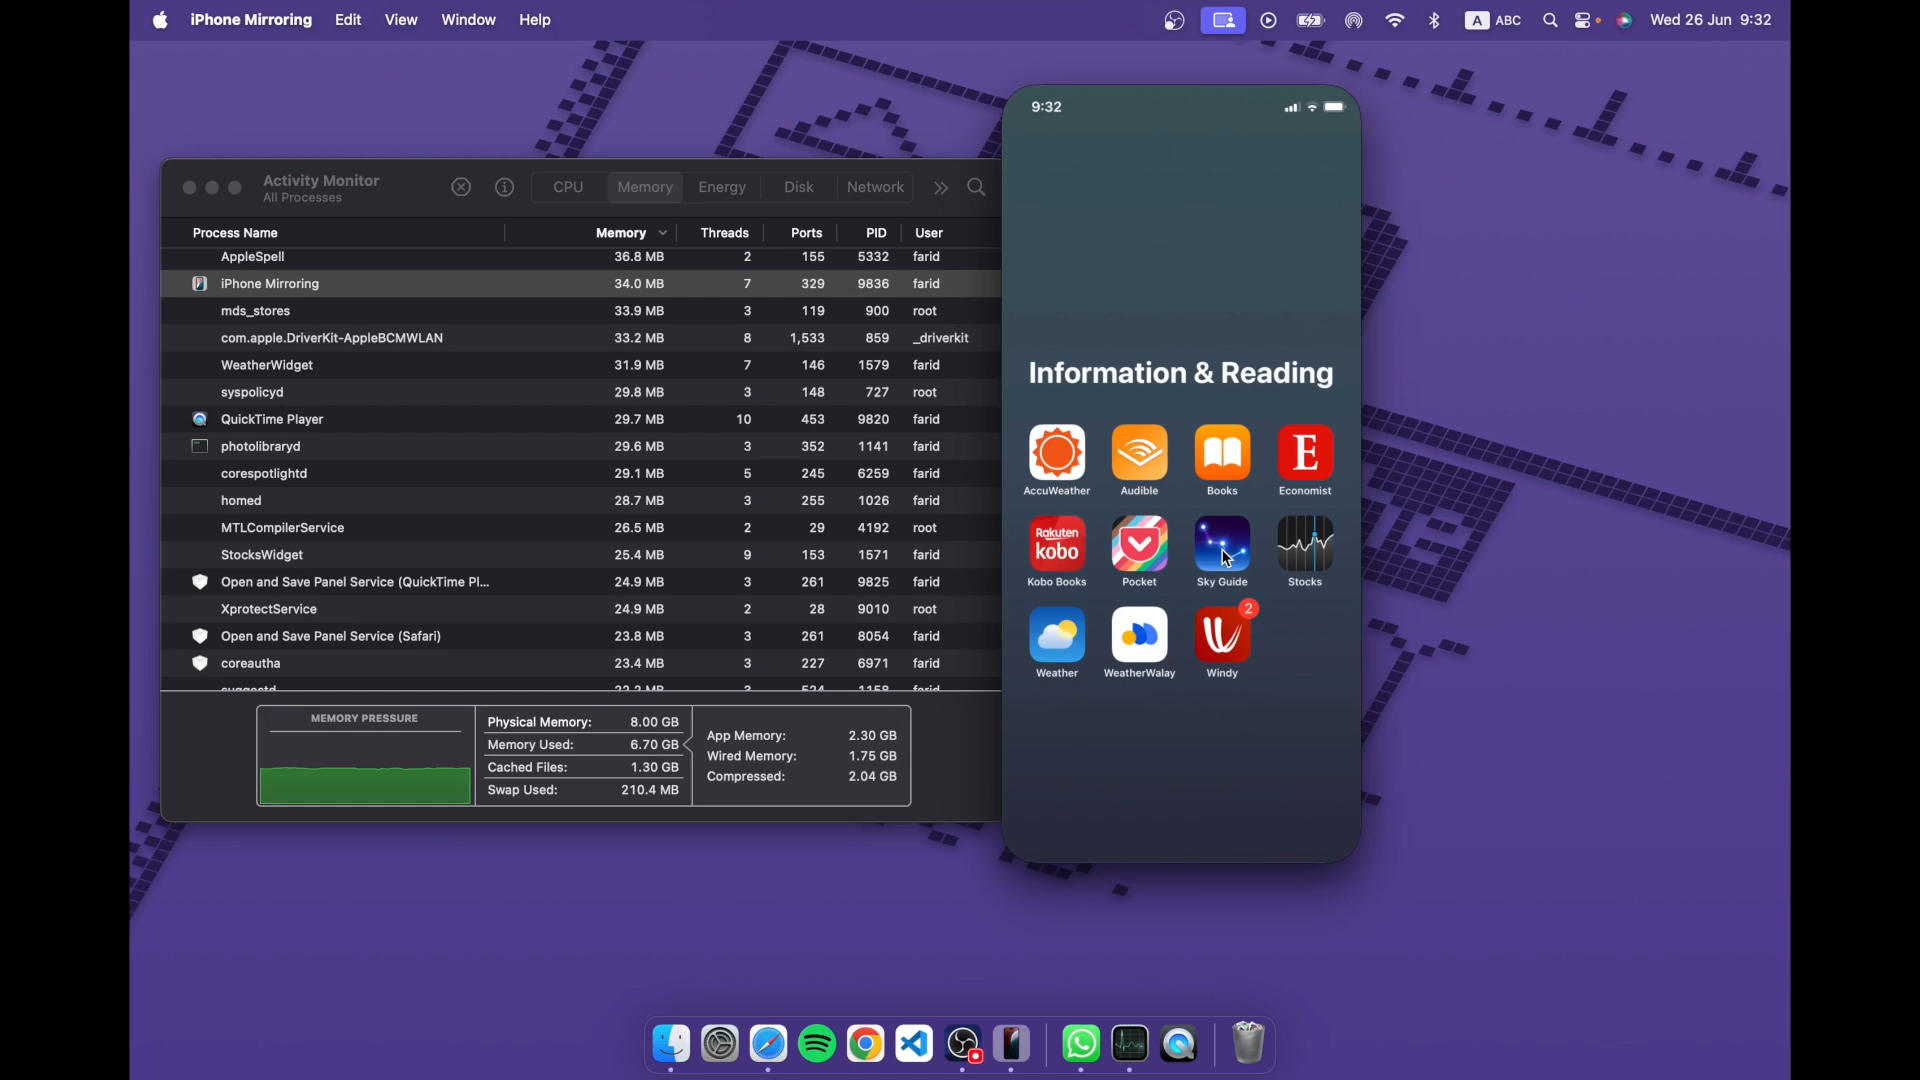 iPhone Mirroring Edit View Window Help
A ABC Wed 26 Jun 9:32
Activity Monitor
All Processes
CPU Memory Energy Disk Network
Process Name Memory Threads Ports PID User
AppleSpell 36.8 MB 2 155 5332 farid
iPhone Mirroring 34.0 MB 7 329 9836 farid
mds_stores 33.9 MB 3 119 900 root
com.apple.DriverKit-AppleBCMWLAN 33.2 MB 8 1,533 859 _driverkit
WeatherWidget 31.9 MB 7 146 1579 farid
syspolicyd 29.8 MB 3 148 727 root
QuickTime Player 29.7 MB 10 453 9820 farid
photolibraryd 29.6 MB 3 352 1141 farid
corespotlightd 29.1 MB 5 245 6259 farid
homed 28.7 MB 3 255 1026 farid
MTLCompilerService 26.5 MB 2 29 4192 root
StocksWidget 25.4 MB 9 153 1571 farid
Open and Save Panel Service (QuickTime Pl... 24.9 MB 3 261 9825 farid
XprotectService 24.9 MB 2 28 9010 root
Open and Save Panel Service (Safari) 23.8 MB 3 261 8054 farid
coreautha 23.4 MB 3 227 6971 farid
suggestd 22.2 MB 3 524 1158 farid
MEMORY PRESSURE
Physical Memory: 8.00 GB
Memory Used: 6.70 GB
Cached Files: 1.30 GB
Swap Used: 210.4 MB
App Memory: 2.30 GB
Wired Memory: 1.75 GB
Compressed: 2.04 GB
9:32
Information & Reading
E
AccuWeather Audible Books Economist
Rakuten
kobo
Kobo Books Pocket Sky Guide Stocks
2
Weather WeatherWalay Windy